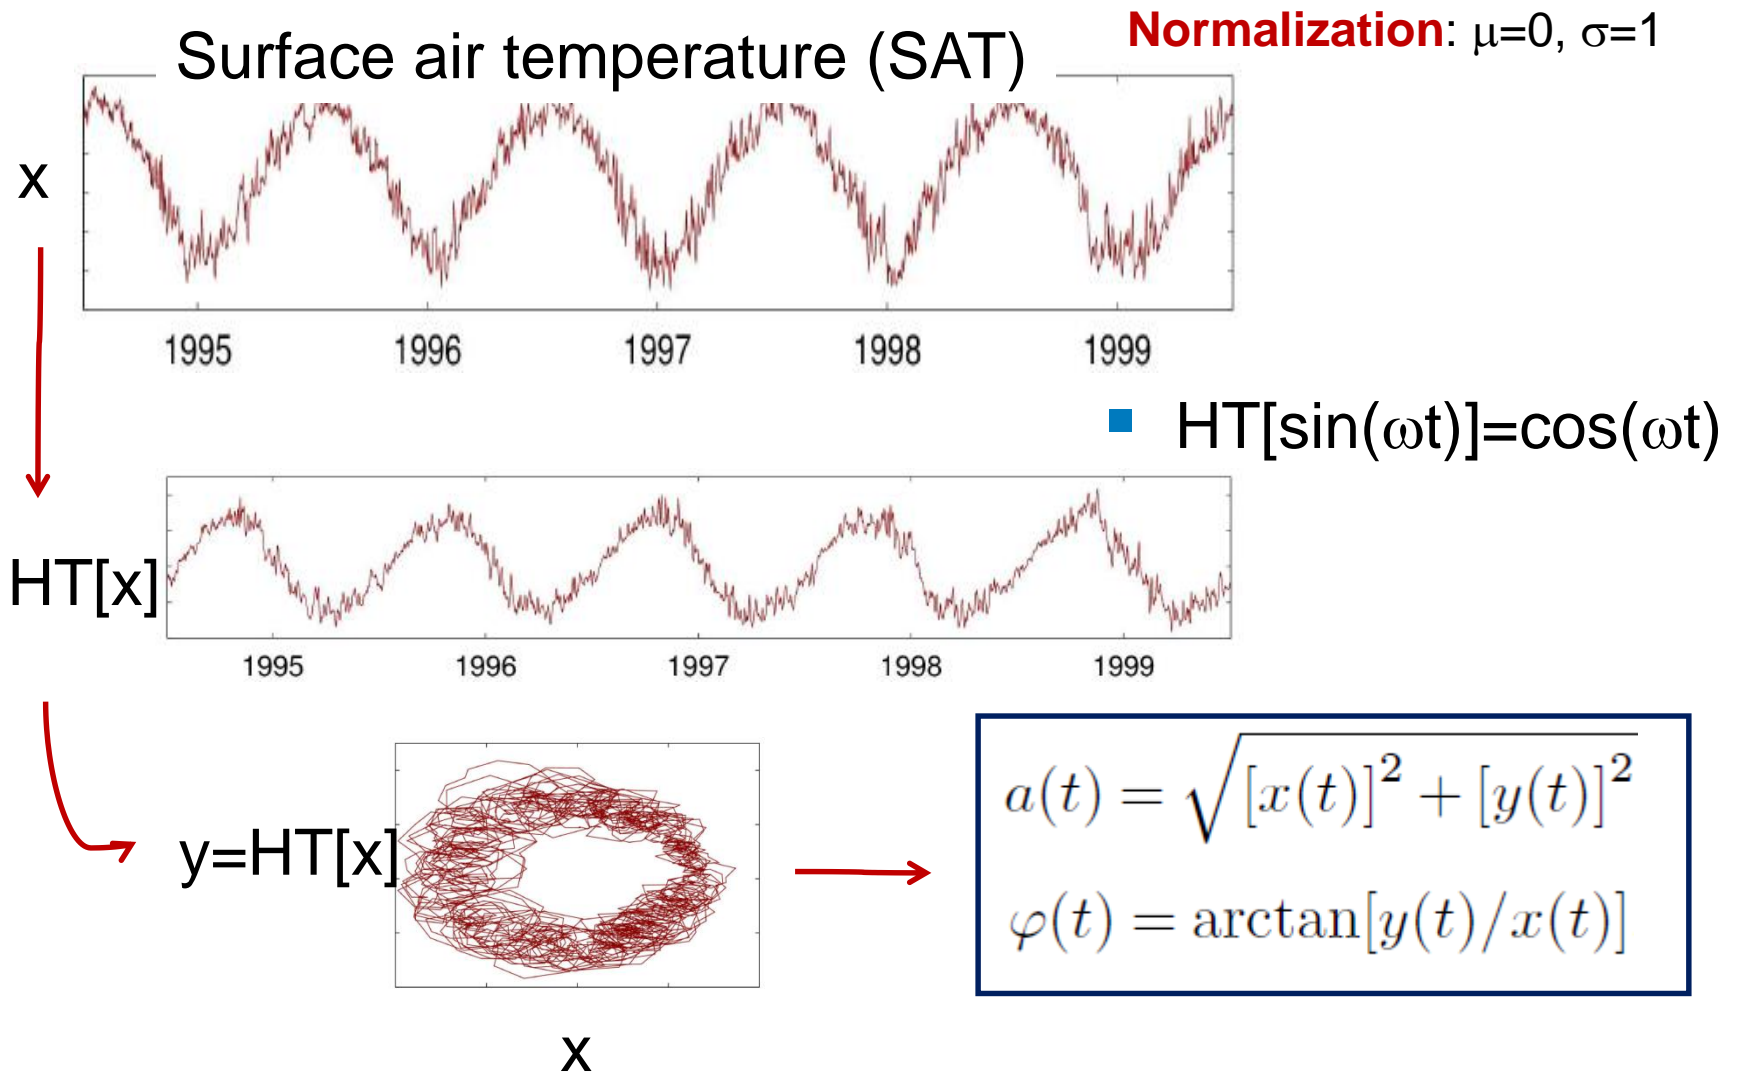 Normalization: μ=0, σ=1
Surface air temperature (SAT)
x
1995 1996 1997 1998 1999
HT[sin(ωt)]=cos(ωt)
HT[x]
1995 1996 1997 1998 1999
y=HT[x]
x
a(t) = √[x(t)]² + [y(t)]²
φ(t) = arctan[y(t)/x(t)]